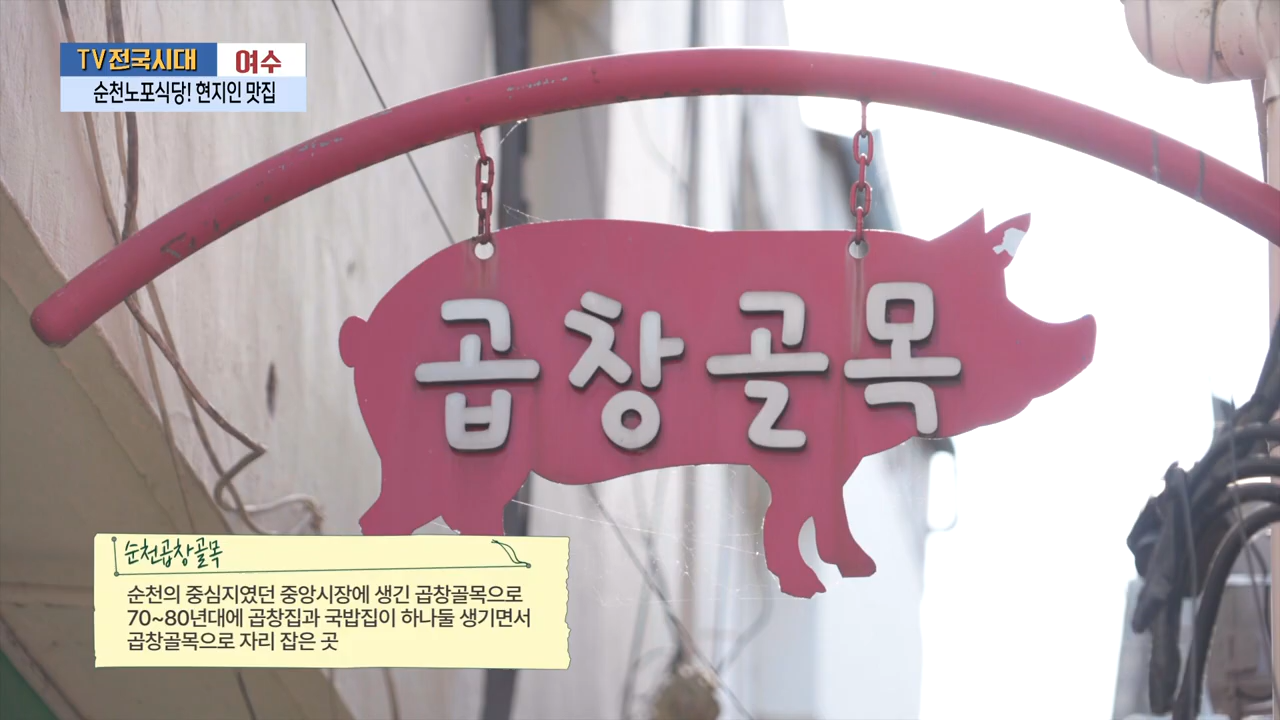 TV전국시대 여수
순천노포식당! 현지인 맛집
곱창골목
순천곱창골목
순천의 중심지였던 중앙시장에 생긴 곱창골목으로
70~80년대에 곱창집과 국밥집이 하나둘 생기면서
곱창골목으로 자리 잡은 곳